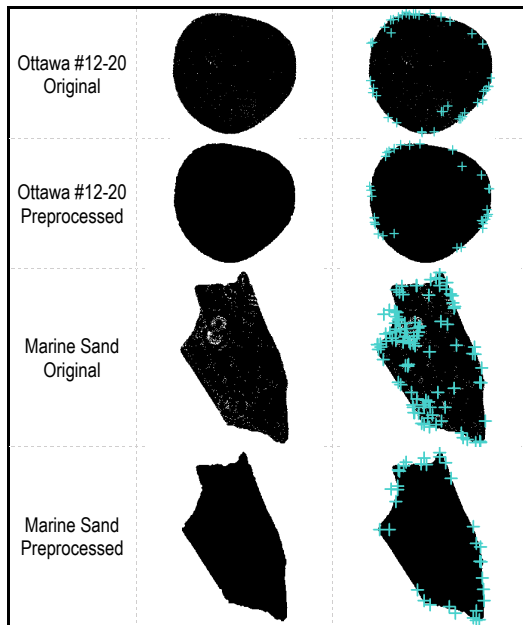 Ottawa #12-20
Original
Ottawa #12-20
Preprocessed
Marine Sand
Original
Marine Sand
Preprocessed